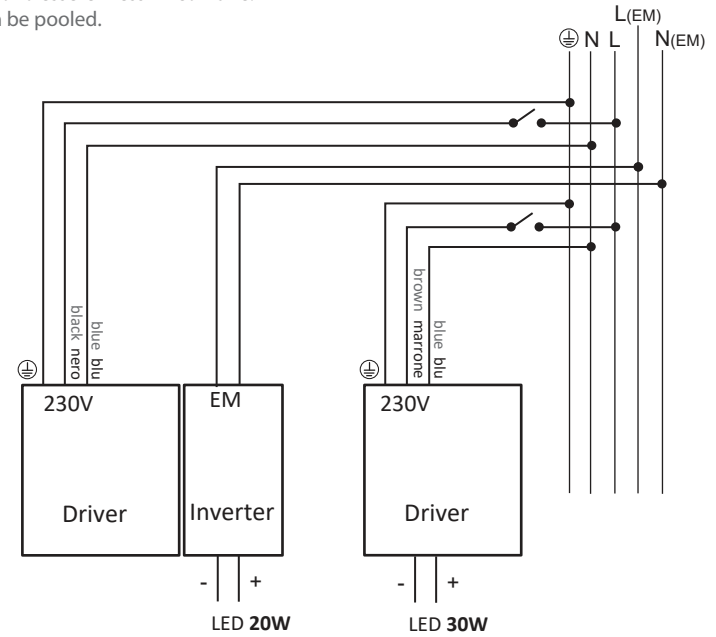 n be pooled.
L(EM)
N L N(EM)
black nero
blue blu
brown marrone
blue blu
230V EM 230V
Driver Inverter Driver
- + - +
LED 20W LED 30W